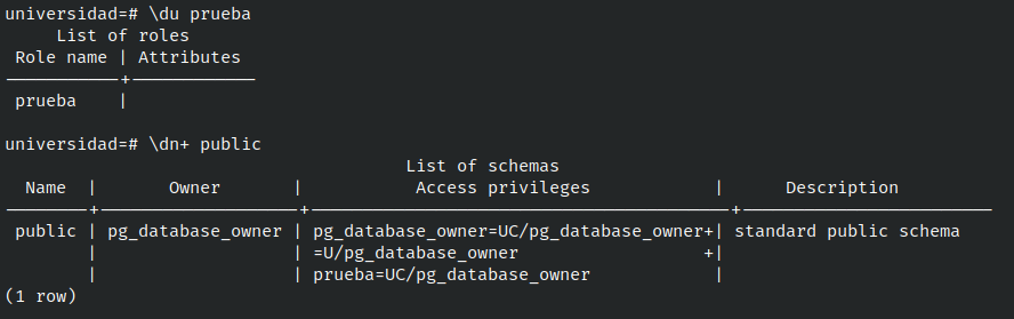 universidad=# \du prueba
List of roles
Role name | Attributes
-----------+------------
prueba |
universidad=# \dn+ public
List of schemas
Name | Owner | Access privileges | Description
--------+-------------------+----------------------------------------+------------------------
public | pg_database_owner | pg_database_owner=UC/pg_database_owner+| standard public schema
| | =U/pg_database_owner +|
| | prueba=UC/pg_database_owner |
(1 row)